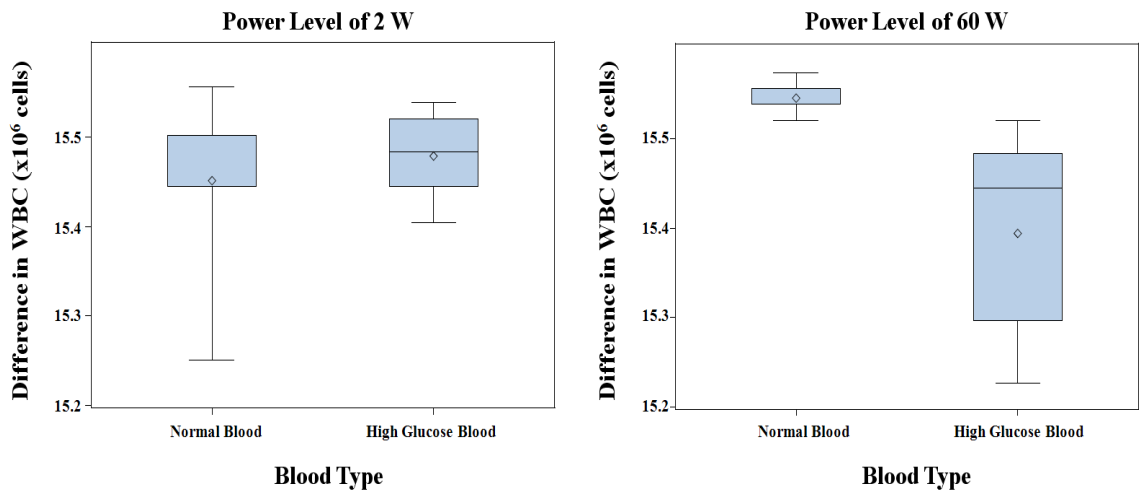 Power Level of 2 W
Difference in WBC (x10⁶ cells)
15.5
15.4
15.3
15.2
Normal Blood
High Glucose Blood
Blood Type
Power Level of 60 W
Difference in WBC (x10⁶ cells)
15.5
15.4
15.3
15.2
Normal Blood
High Glucose Blood
Blood Type